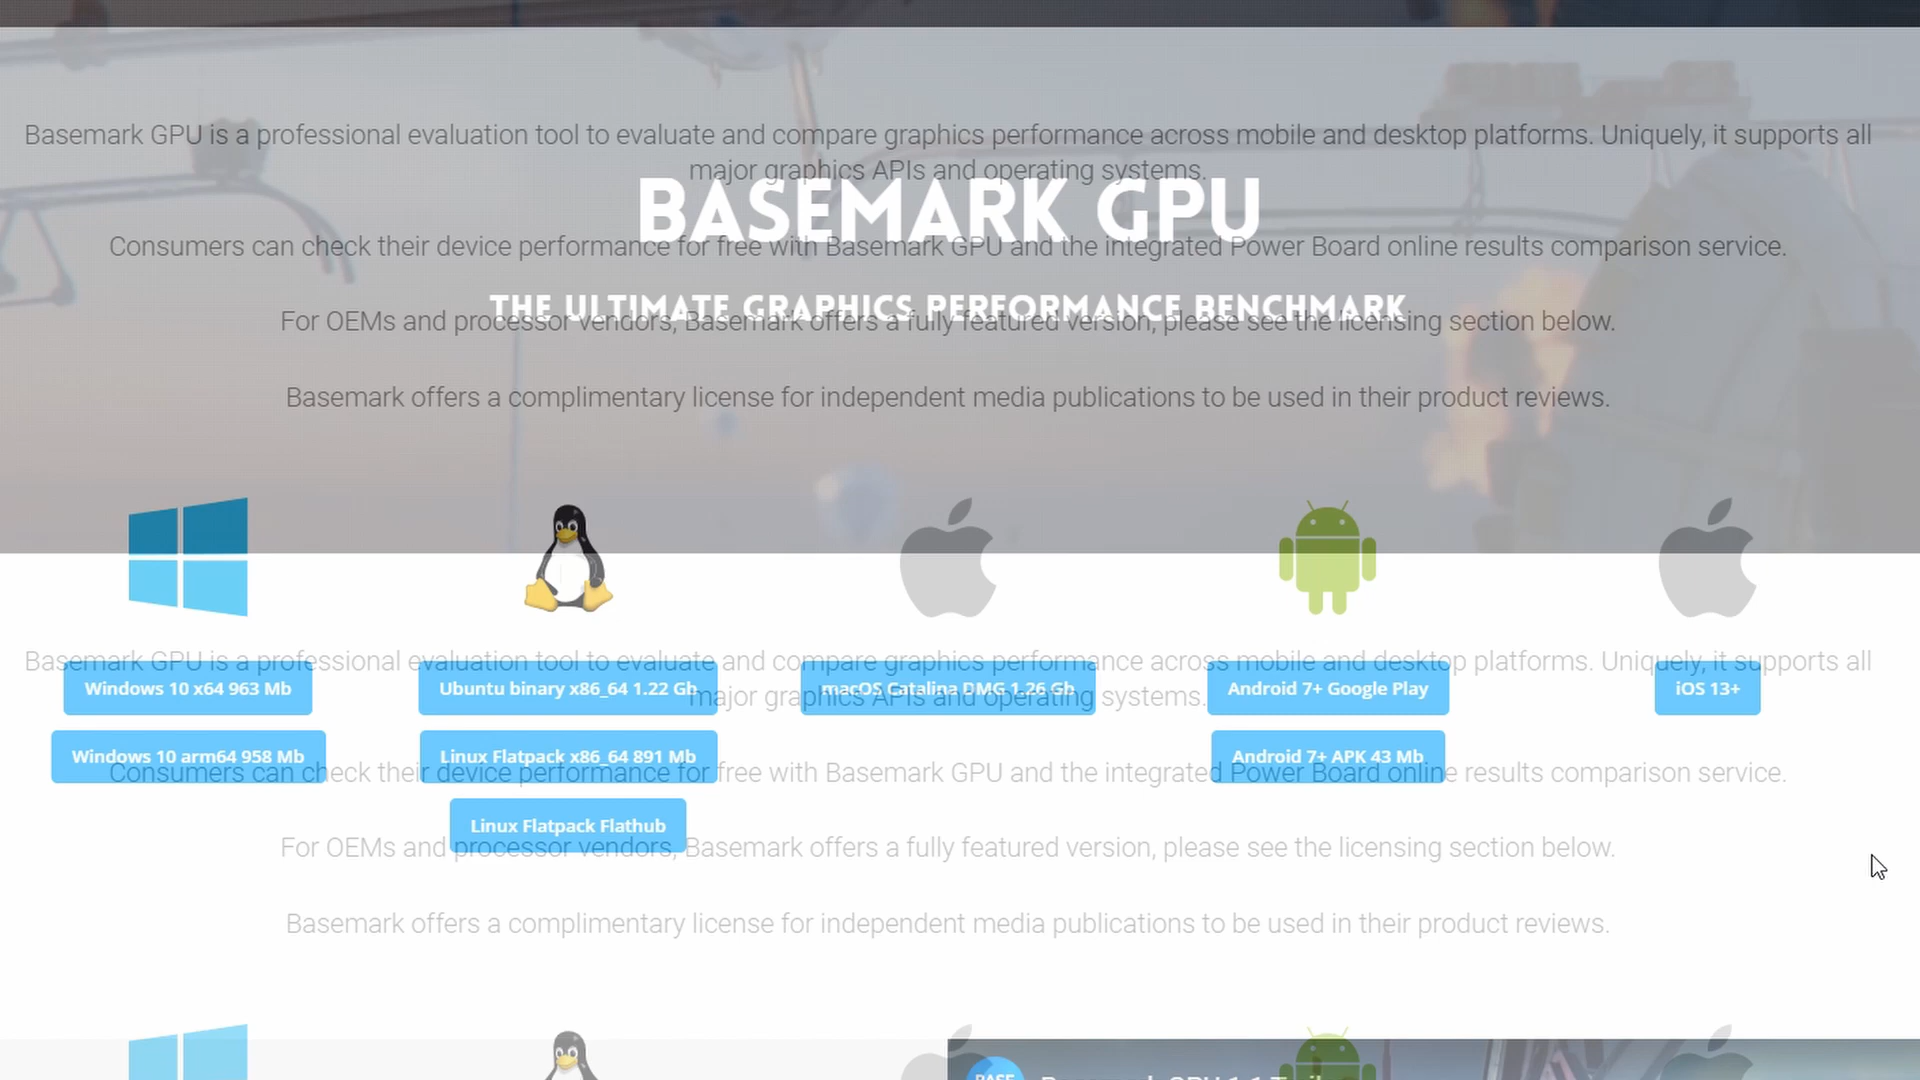 Basemark GPU is a professional evaluation tool to evaluate and compare graphics performance across mobile and desktop platforms. Uniquely, it supports all
major graphics APIs and operating systems.
BASEMARK GPU
Consumers can check their device performance for free with Basemark GPU and the integrated Power Board online results comparison service.
THE ULTIMATE GRAPHICS PERFORMANCE BENCHMARK
For OEMs and processor vendors, Basemark offers a fully featured version, please see the licensing section below.
Basemark offers a complimentary license for independent media publications to be used in their product reviews.
Basemark GPU is a professional evaluation tool to evaluate and compare graphics performance across mobile and desktop platforms. Uniquely, it supports all
Windows 10 x64 963 Mb
Ubuntu binary x86_64 1.22 Gb
macOS Catalina DMG 1.26 Gb
Android 7+ Google Play
iOS 13+
major graphics APIs and operating systems.
Windows 10 arm64 958 Mb
Linux Flatpack x86_64 891 Mb
Android 7+ APK 43 Mb
Consumers can check their device performance for free with Basemark GPU and the integrated Power Board online results comparison service.
Linux Flatpack Flathub
For OEMs and processor vendors, Basemark offers a fully featured version, please see the licensing section below.
Basemark offers a complimentary license for independent media publications to be used in their product reviews.
BASE